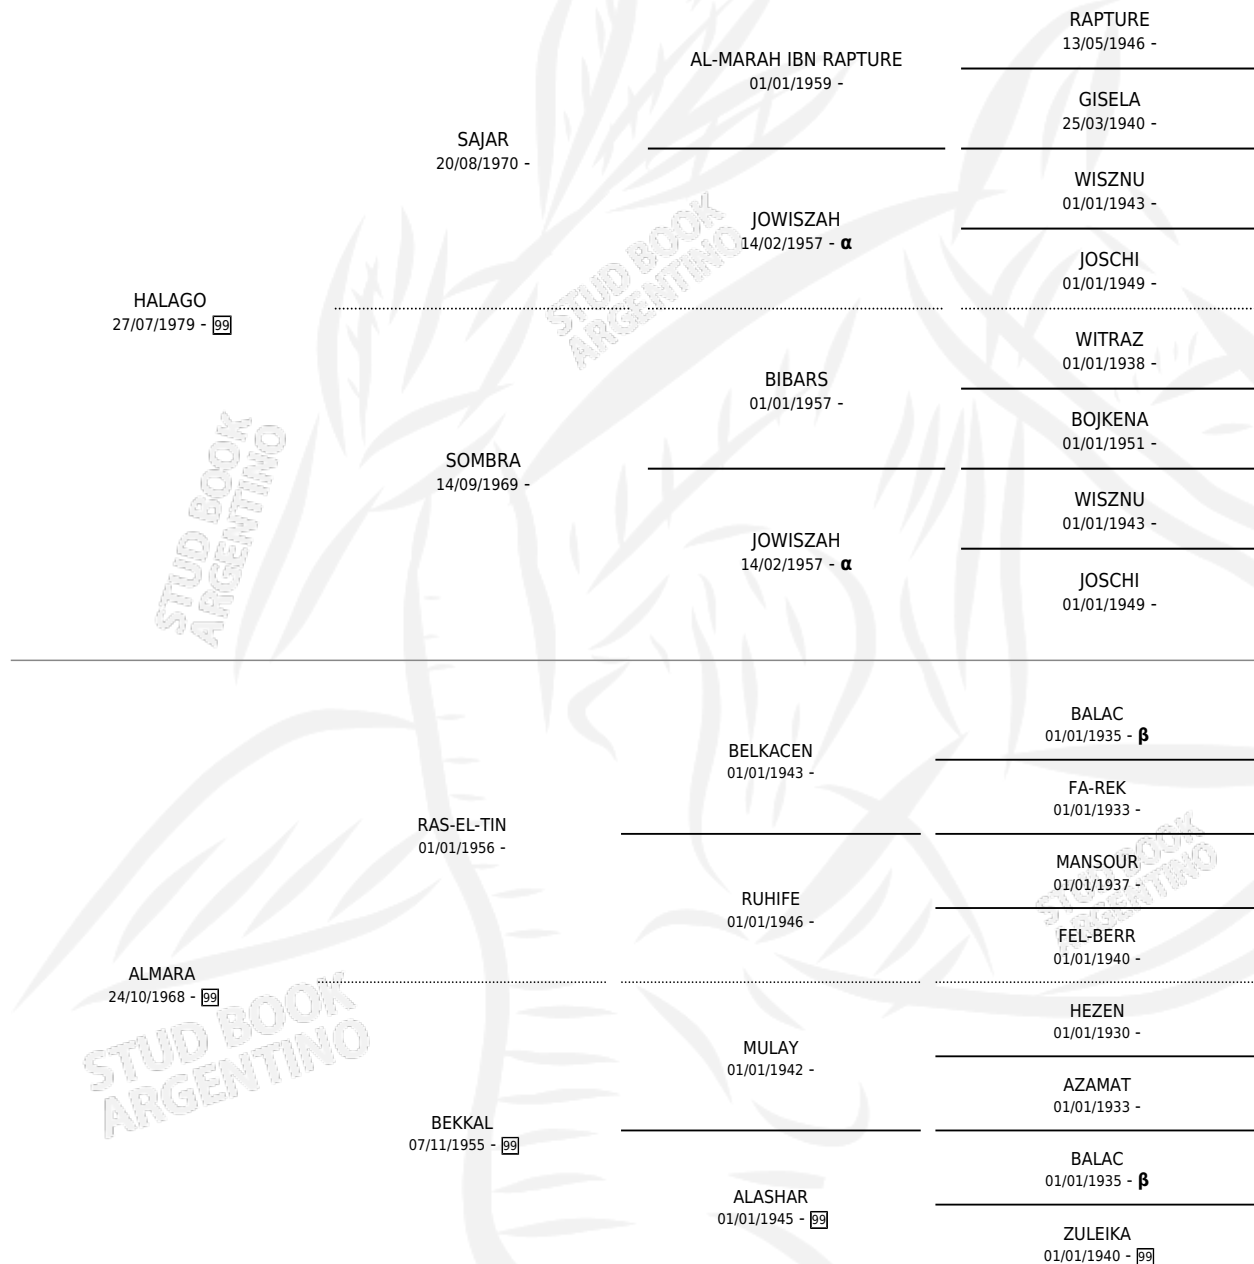 RAPTURE
13/05/1946 -
AL-MARAH IBN RAPTURE
01/01/1959 -
GISELA
25/03/1940 -
SAJAR
20/08/1970 -
WISZNU
01/01/1943 -
JOWISZAH
14/02/1957 - α
JOSCHI
01/01/1949 -
HALAGO
27/07/1979 - 99
WITRAZ
01/01/1938 -
BIBARS
01/01/1957 -
BOJKENA
01/01/1951 -
SOMBRA
14/09/1969 -
WISZNU
01/01/1943 -
JOWISZAH
14/02/1957 - α
JOSCHI
01/01/1949 -
STUD BOOK
ARGENTINO
STUD BOOK
ARGENTINO
BALAC
01/01/1935 - β
BELKACEN
01/01/1943 -
FA-REK
01/01/1933 -
RAS-EL-TIN
01/01/1956 -
MANSOUR
01/01/1937 -
RUHIFE
01/01/1946 -
FEL-BERR
01/01/1940 -
ALMARA
24/10/1968 - 99
HEZEN
01/01/1930 -
MULAY
01/01/1942 -
AZAMAT
01/01/1933 -
BEKKAL
07/11/1955 - 99
BALAC
01/01/1935 - β
ALASHAR
01/01/1945 - 99
ZULEIKA
01/01/1940 - 99
STUD BOOK
ARGENTINO
STUD BOOK
ARGENTINO